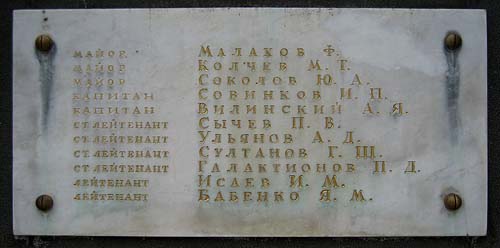 МАЙОР МАЛАХОВ Ф.
МАЙОР КОЛЧЕВ М. Т.
МАЙОР СОКОЛОВ Ю. А.
КАПИТАН СОВИНКОВ И. П.
КАПИТАН ВИЛИНСКИЙ А. Я.
СТ.ЛЕЙТЕНАНТ СЫЧЕВ П. В.
СТ.ЛЕЙТЕНАНТ УЛЬЯНОВ А. Д.
СТ.ЛЕЙТЕНАНТ СУЛТАНОВ Г. Ш.
СТ.ЛЕЙТЕНАНТ ГАЛАКТИОНОВ П. Д.
ЛЕЙТЕНАНТ ИСАЕВ И. М.
ЛЕЙТЕНАНТ БАБЕНКО Я. М.